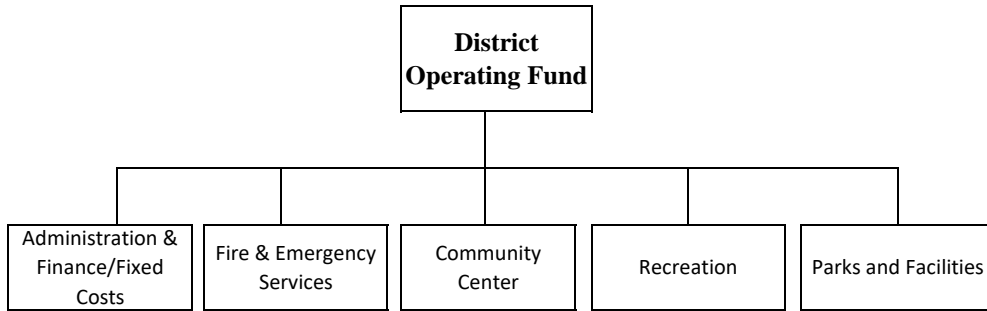 District
Operating Fund
Administration &
Finance/Fixed
Costs
Fire & Emergency
Services
Community
Center
Recreation
Parks and Facilities